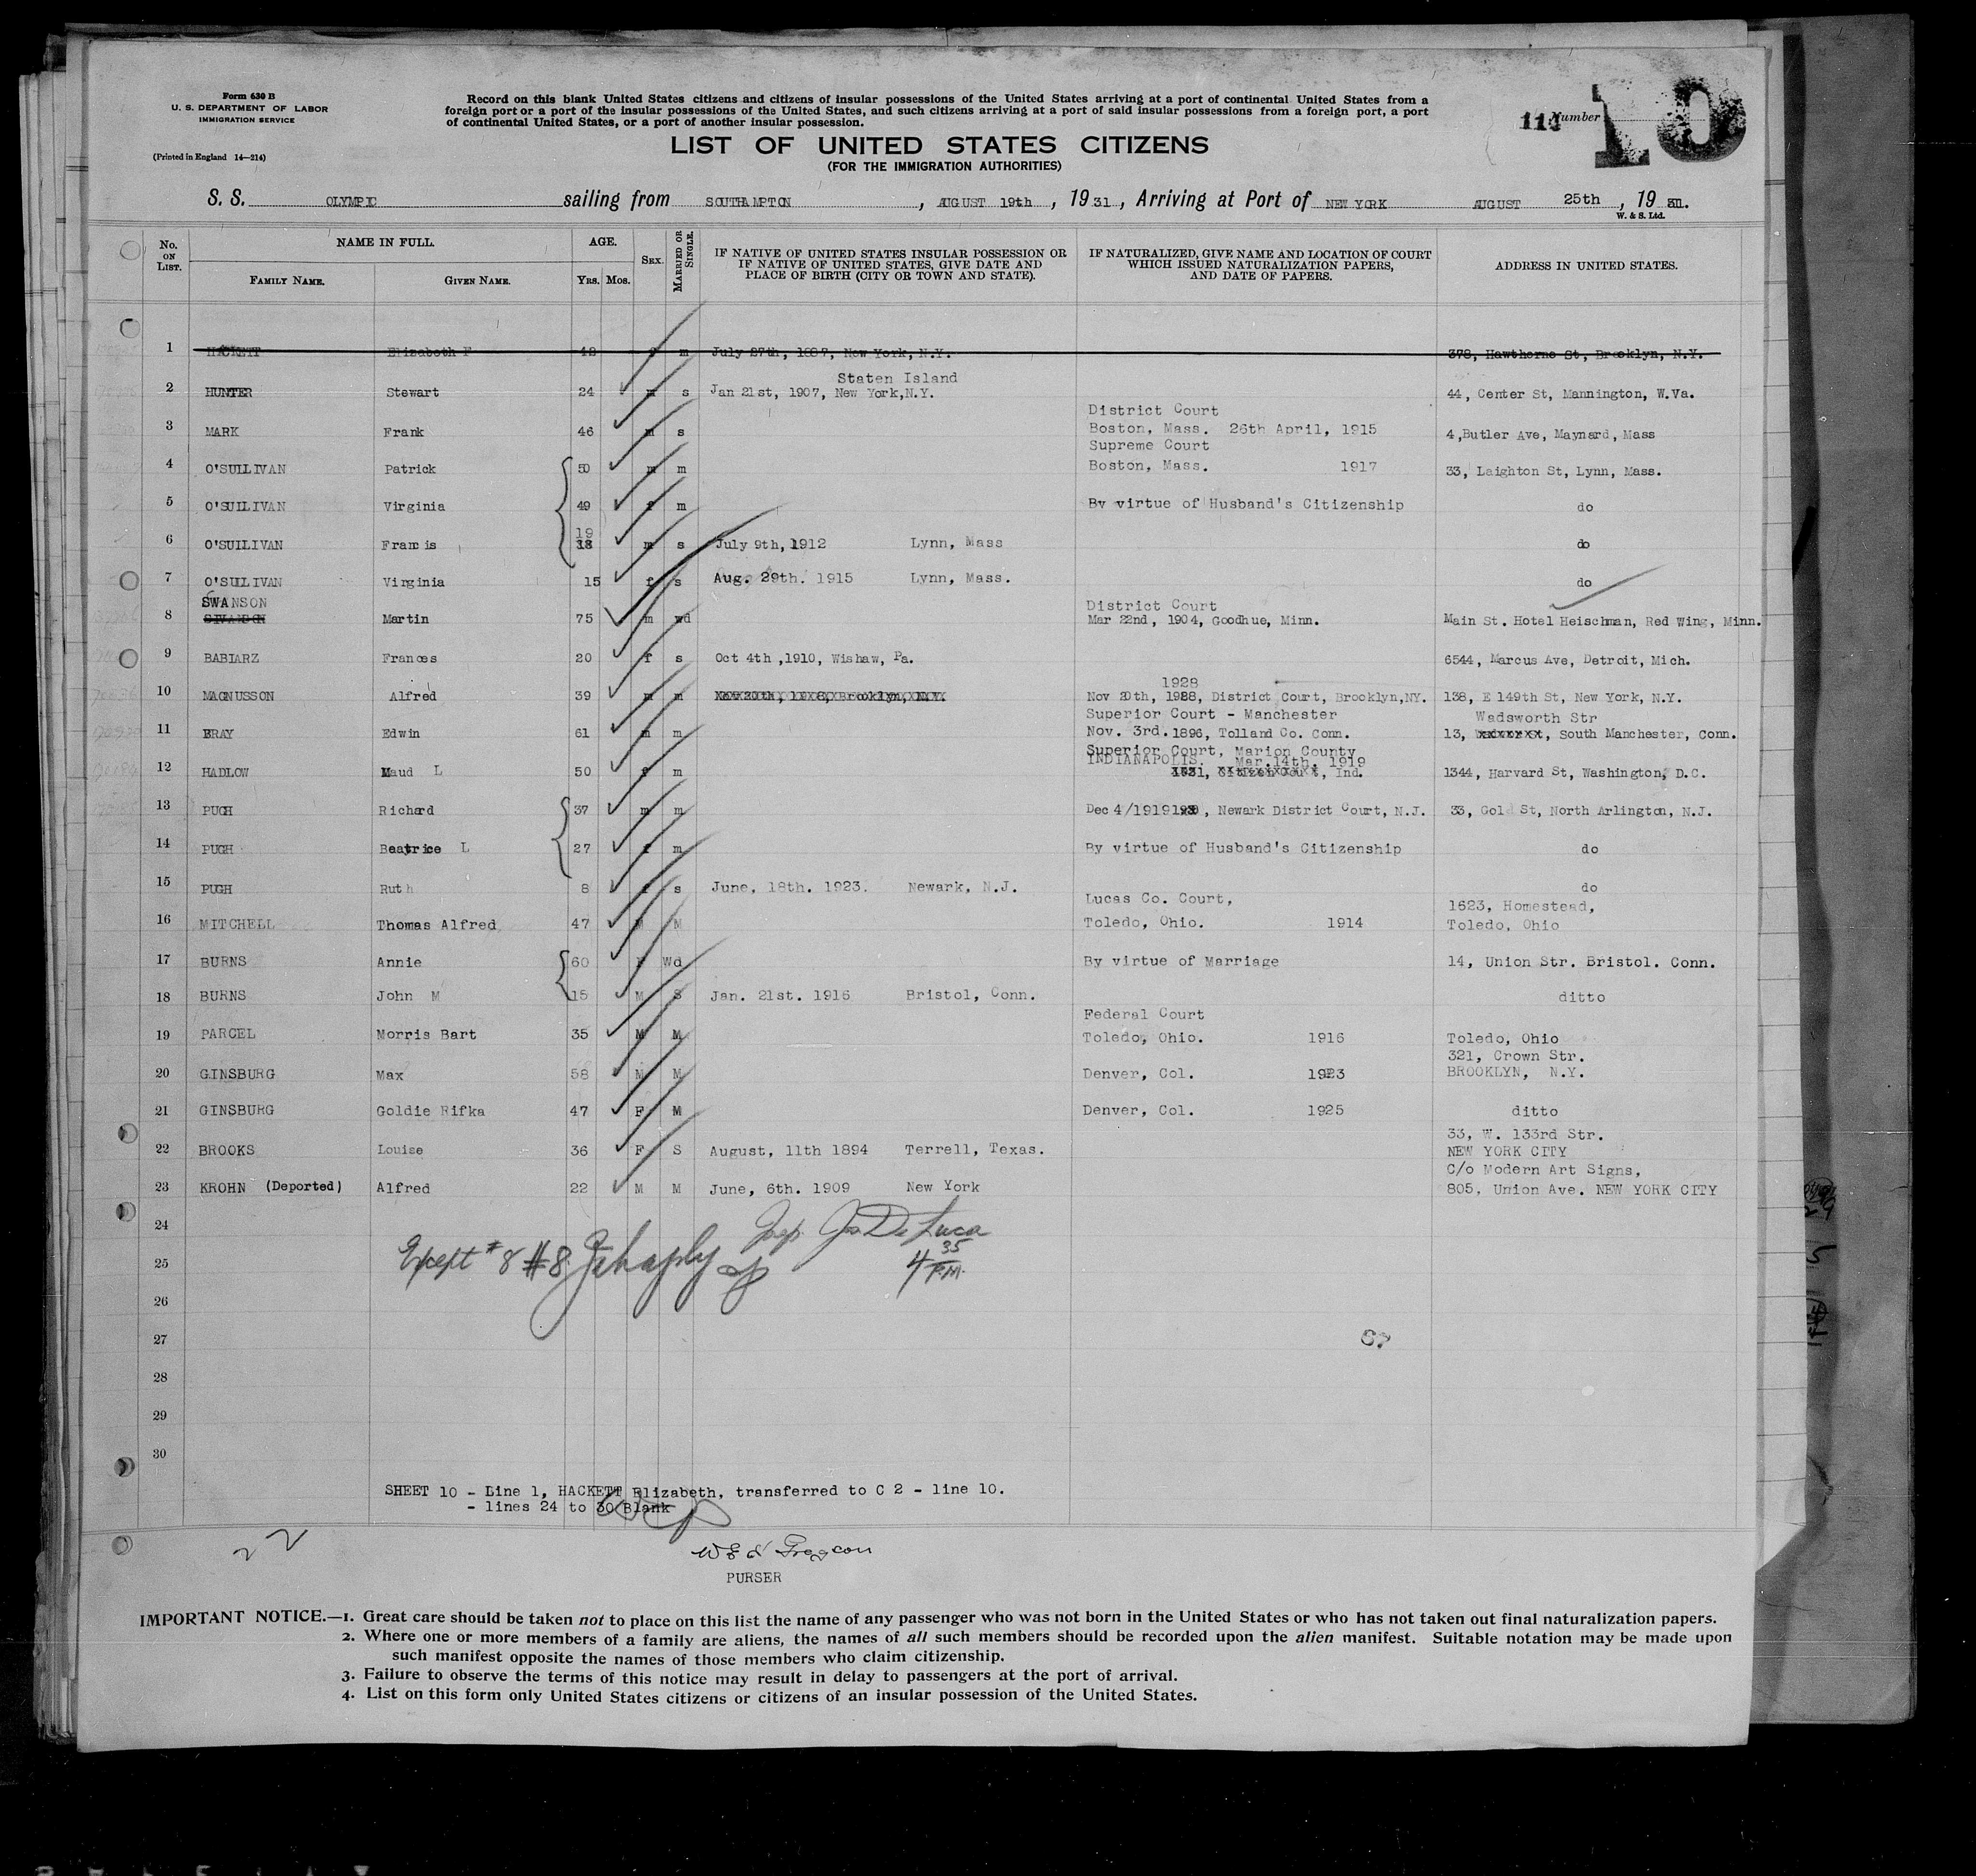 Form 630 B
U. S. DEPARTMENT OF LABOR
IMMIGRATION SERVICE
(Printed in England 14—214)
Record on this blank United States citizens and citizens of insular possessions of the United States arriving at a port of continental United States from a
foreign port or a port of the insular possessions of the United States, and such citizens arriving at a port of said insular possessions from a foreign port, a port
of continental United States, or a port of another insular possession.
Number 10
LIST OF UNITED STATES CITIZENS
(FOR THE IMMIGRATION AUTHORITIES)
S. S. OLYMPIC sailing from SOUTHAMPTON, AUGUST 19th, 1931, Arriving at Port of NEW YORK AUGUST 25th, 1931.
W. & S. Ltd.
No. ON LIST. NAME IN FULL. AGE. SEX. MARRIED OR SINGLE. IF NATIVE OF UNITED STATES INSULAR POSSESSION OR IF NATIVE OF UNITED STATES, GIVE DATE AND PLACE OF BIRTH (CITY OR TOWN AND STATE). IF NATURALIZED, GIVE NAME AND LOCATION OF COURT WHICH ISSUED NATURALIZATION PAPERS, AND DATE OF PAPERS. ADDRESS IN UNITED STATES.
FAMILY NAME. GIVEN NAME. YRS. MOS.
1 HACKETT Elizabeth F 48 f m July 27th, 1887, New York, N.Y. 378, Hawthorne St, Brooklyn, N.Y.
Staten Island
2 HUNTER Stewart 24 m s Jan 21st, 1907, New York,N.Y. 44, Center St, Mannington, W.Va.
District Court
3 MARK Frank 46 m s Boston, Mass. 26th April, 1915 4,Butler Ave, Maynard, Mass
Supreme Court
4 O'SULLIVAN Patrick 50 m m Boston, Mass. 1917 33, Laighton St, Lynn, Mass.
5 O'SULLIVAN Virginia 49 f m By virtue of Husband's Citizenship do
19
6 O'SULLIVAN Francis 18 m s July 9th, 1912 Lynn, Mass do
7 O'SULLIVAN Virginia 15 f s Aug. 29th. 1915 Lynn, Mass. do
SWANSON District Court
8 Martin 75 m wd Mar 22nd, 1904, Goodhue, Minn. Main St. Hotel Heischman, Red Wing, Minn.
9 BABIARZ Frances 20 f s Oct 4th ,1910, Wishaw, Pa. 6544, Marcus Ave, Detroit, Mich.
1928
10 MAGNUSSON Alfred 39 m m Nov 20th, 1928, District Court, Brooklyn,NY. 138, E 149th St, New York, N.Y.
Superior Court - Manchester Wadsworth Str
11 BRAY Edwin 61 m m Nov. 3rd. 1896, Tolland Co. Conn. 13, South Manchester, Conn.
Superior Court, Marion County
INDIANAPOLIS. Mar.14th, 1919
12 HADLOW Maud L 50 f m Ind. 1344, Harvard St, Washington, D.C.
13 PUGH Richard 37 m m Dec 4/1919, Newark District Court, N.J. 33, Gold St, North Arlington, N.J.
14 PUGH Beatrice L 27 f m By virtue of Husband's Citizenship do
15 PUGH Ruth 8 f s June, 18th. 1923. Newark, N.J. do
Lucas Co. Court, 1623, Homestead,
16 MITCHELL Thomas Alfred 47 M M Toledo, Ohio. 1914 Toledo, Ohio
17 BURNS Annie 60 F Wd By virtue of Marriage 14, Union Str. Bristol. Conn.
18 BURNS John M 15 M S Jan. 21st. 1916 Bristol, Conn. ditto
Federal Court
19 PARCEL Morris Bart 35 M M Toledo, Ohio. 1916 Toledo, Ohio
321, Crown Str.
20 GINSBURG Max 58 M M Denver, Col. 1923 BROOKLYN, N.Y.
21 GINSBURG Goldie Rifka 47 F M Denver, Col. 1925 ditto
33, W. 133rd Str.
22 BROOKS Louise 36 F S August, 11th 1894 Terrell, Texas. NEW YORK CITY
C/o Modern Art Signs,
23 KROHN (Deported) Alfred 22 M M June, 6th. 1909 New York 805, Union Ave. NEW YORK CITY
24 Insp. Jos De Luca
25 Except #8 #8 4 35 P.M.
26
27
28
29
30
SHEET 10 - Line 1, HACKETT Elizabeth, transferred to C 2 - line 10.
- lines 24 to 30 Blank
22
PURSER
IMPORTANT NOTICE.—1. Great care should be taken not to place on this list the name of any passenger who was not born in the United States or who has not taken out final naturalization papers.
2. Where one or more members of a family are aliens, the names of all such members should be recorded upon the alien manifest. Suitable notation may be made upon
such manifest opposite the names of those members who claim citizenship.
3. Failure to observe the terms of this notice may result in delay to passengers at the port of arrival.
4. List on this form only United States citizens or citizens of an insular possession of the United States.